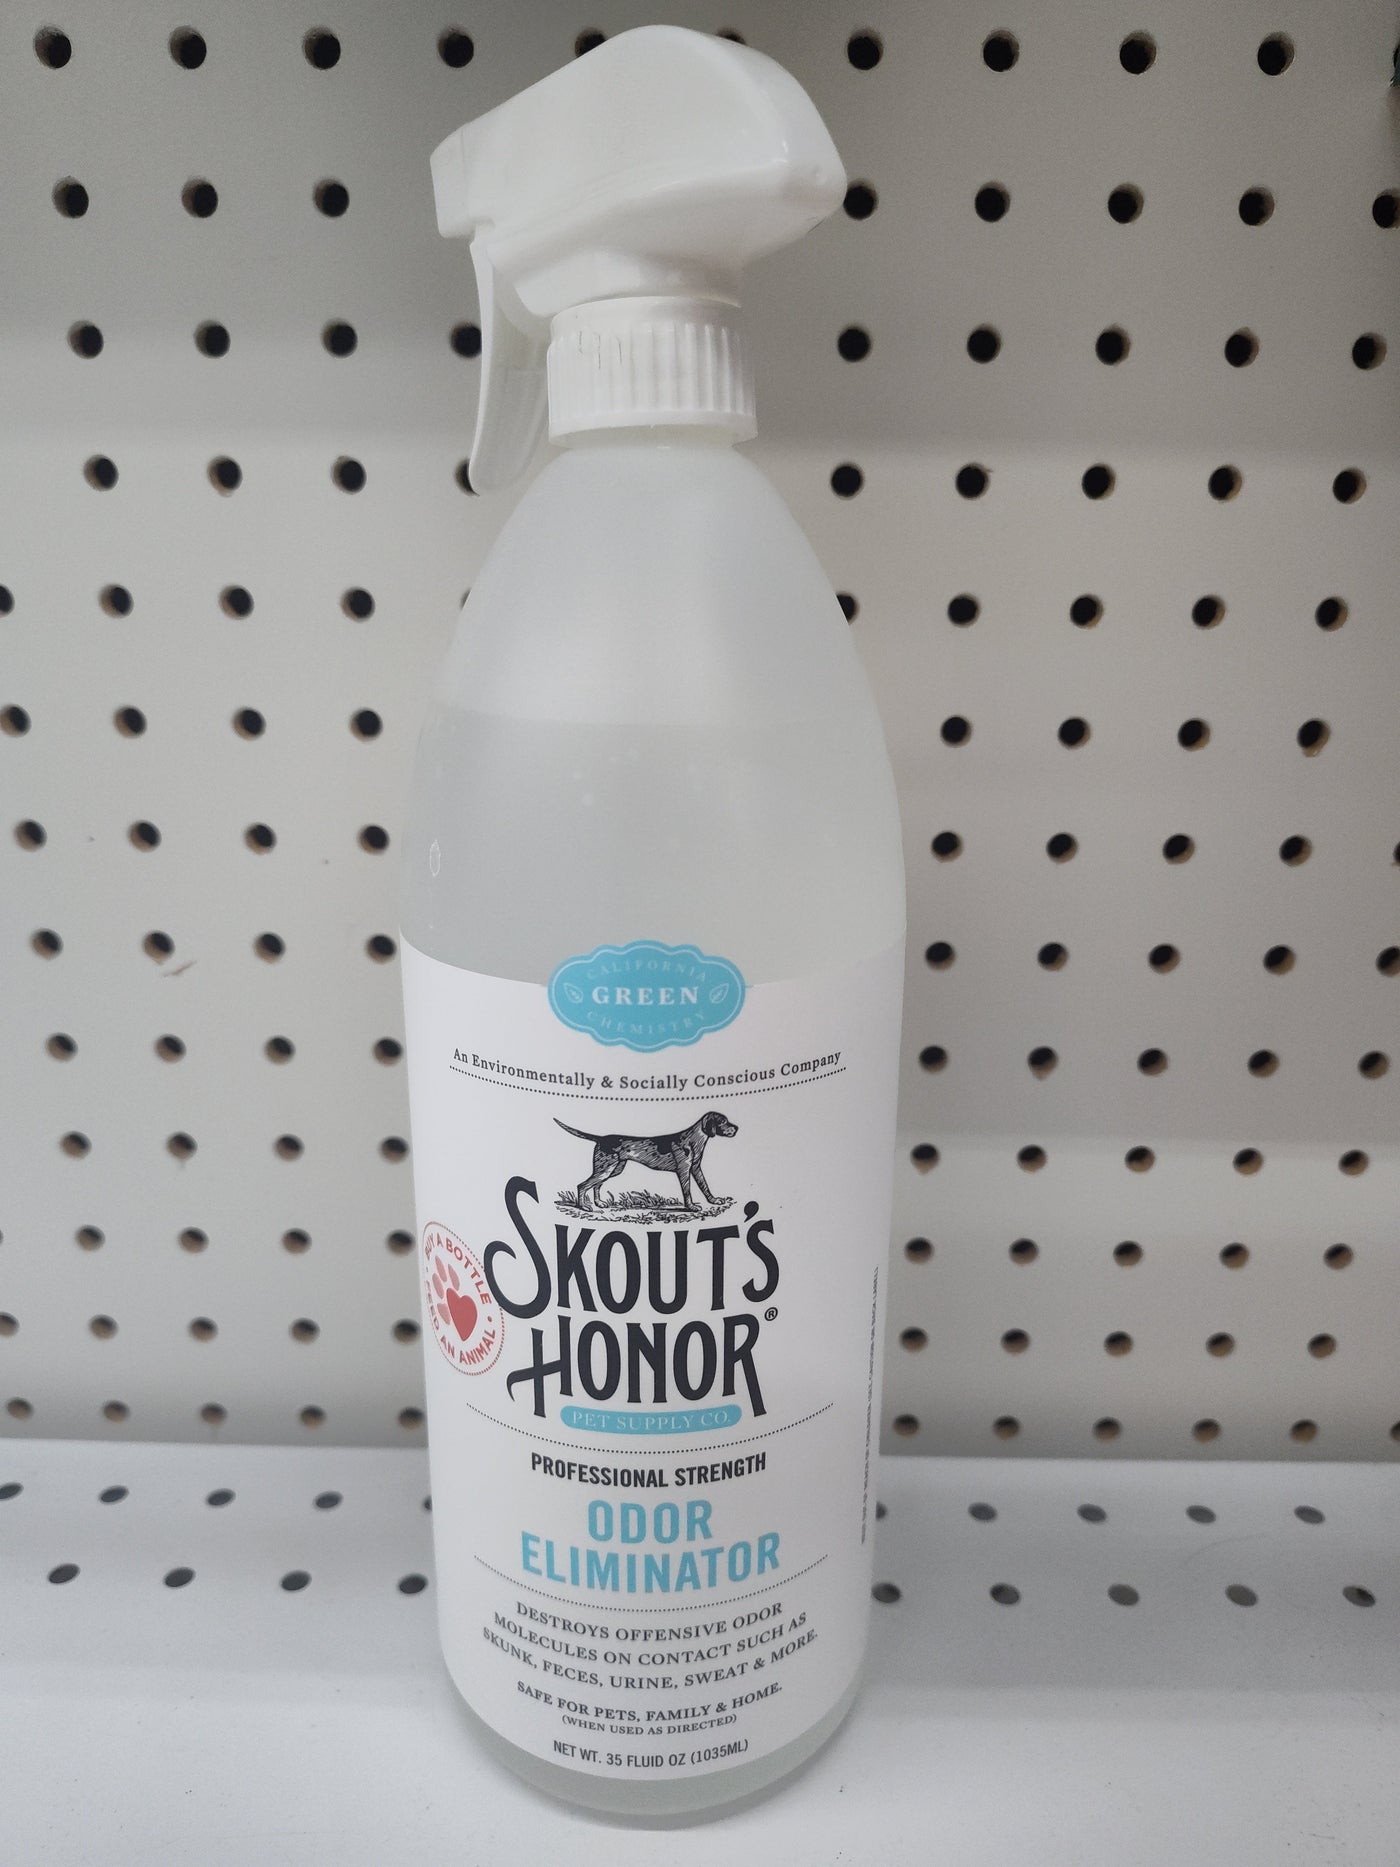 CALIFORNIA
GREEN
CHEMISTRY
An Environmentally & Socially Conscious Company
SKOUT'S
HONOR®
PET SUPPLY CO.
BUY A BOTTLE
FEED AN ANIMAL
PROFESSIONAL STRENGTH
ODOR
ELIMINATOR
DESTROYS OFFENSIVE ODOR
MOLECULES ON CONTACT SUCH AS
SKUNK, FECES, URINE, SWEAT & MORE.
SAFE FOR PETS, FAMILY & HOME.
(WHEN USED AS DIRECTED)
NET WT. 35 FLUID OZ (1035ML)